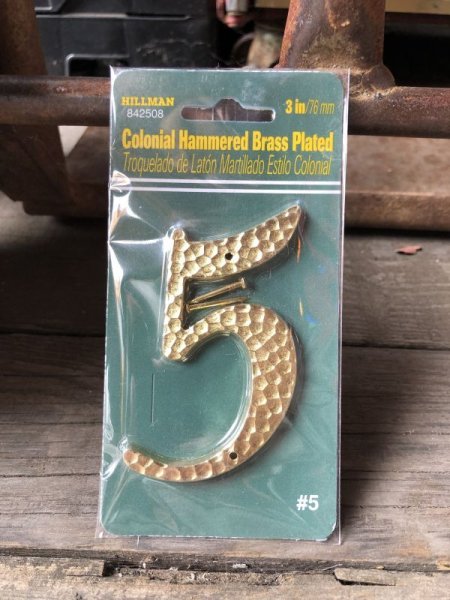 HILLMAN
842508
3 in/76 mm
Colonial Hammered Brass Plated
Troquelado de Latón Martillado Estilo Colonial
5
#5